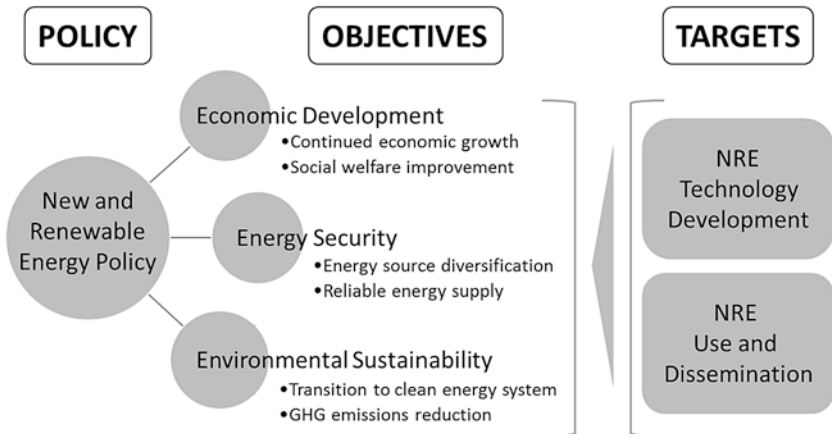 POLICY
OBJECTIVES
TARGETS
New and
Renewable
Energy Policy
Economic Development
•Continued economic growth
•Social welfare improvement
Energy Security
•Energy source diversification
•Reliable energy supply
Environmental Sustainability
•Transition to clean energy system
•GHG emissions reduction
NRE
Technology
Development
NRE
Use and
Dissemination